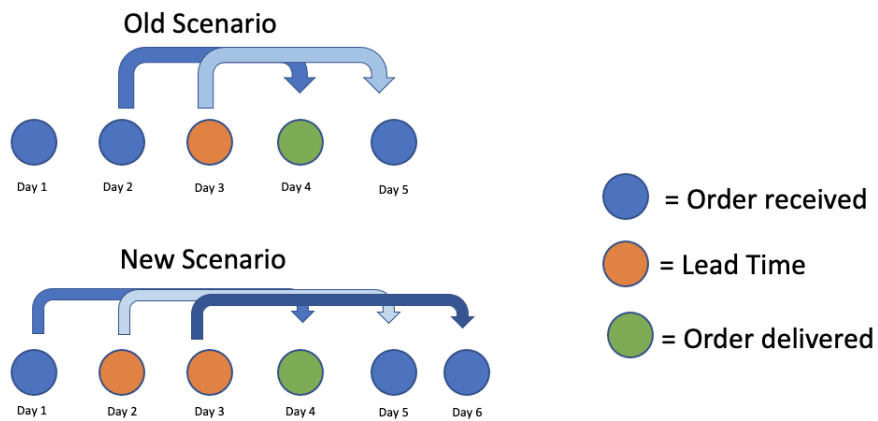 Old Scenario
Day 1 Day 2 Day 3 Day 4 Day 5
= Order received
New Scenario
= Lead Time
= Order delivered
Day 1 Day 2 Day 3 Day 4 Day 5 Day 6